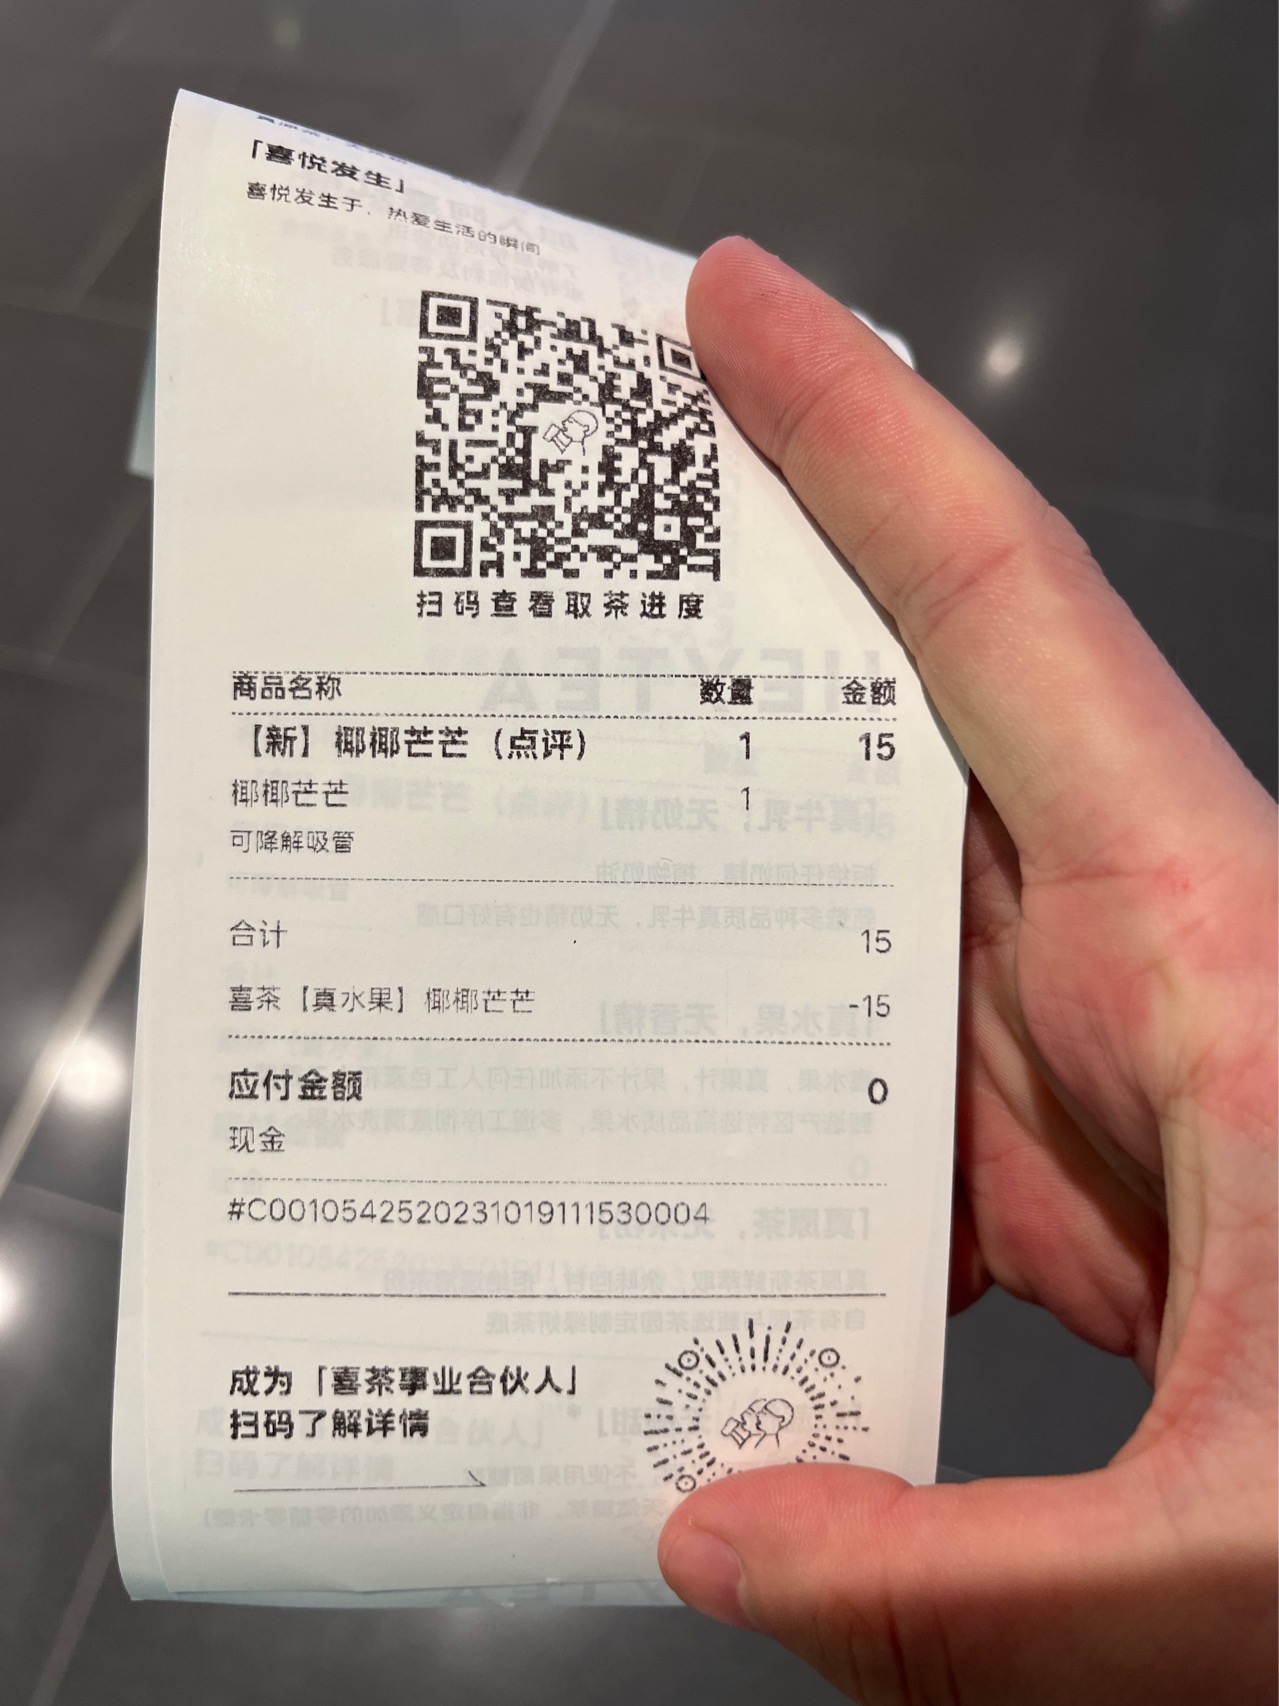 「喜悦发生」
喜悦发生于，热爱生活的瞬间
扫码查看取茶进度
商品名称 数量 金额
【新】椰椰芒芒（点评） 1 15
椰椰芒芒 1
可降解吸管
合计 15
喜茶【真水果】椰椰芒芒 -15
应付金额 0
现金
#C0010542520231019111530004
成为「喜茶事业合伙人」
扫码了解详情